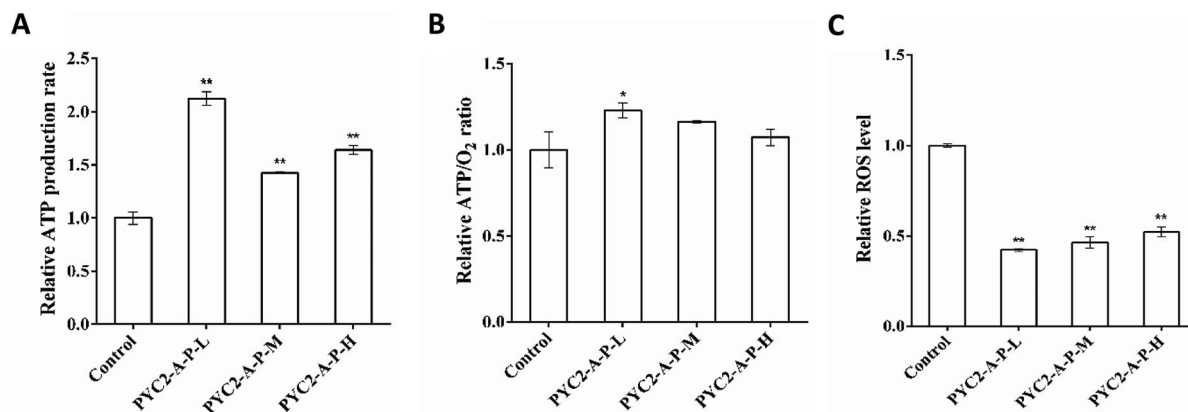 A
Relative ATP production rate
2.5
2.0
1.5
1.0
0.5
0.0
**
**
**
Control
PYC2-A-P-L
PYC2-A-P-M
PYC2-A-P-H
B
Relative ATP/O₂ ratio
1.5
1.0
0.5
0.0
*
Control
PYC2-A-P-L
PYC2-A-P-M
PYC2-A-P-H
C
Relative ROS level
1.5
1.0
0.5
0.0
**
**
**
Control
PYC2-A-P-L
PYC2-A-P-M
PYC2-A-P-H